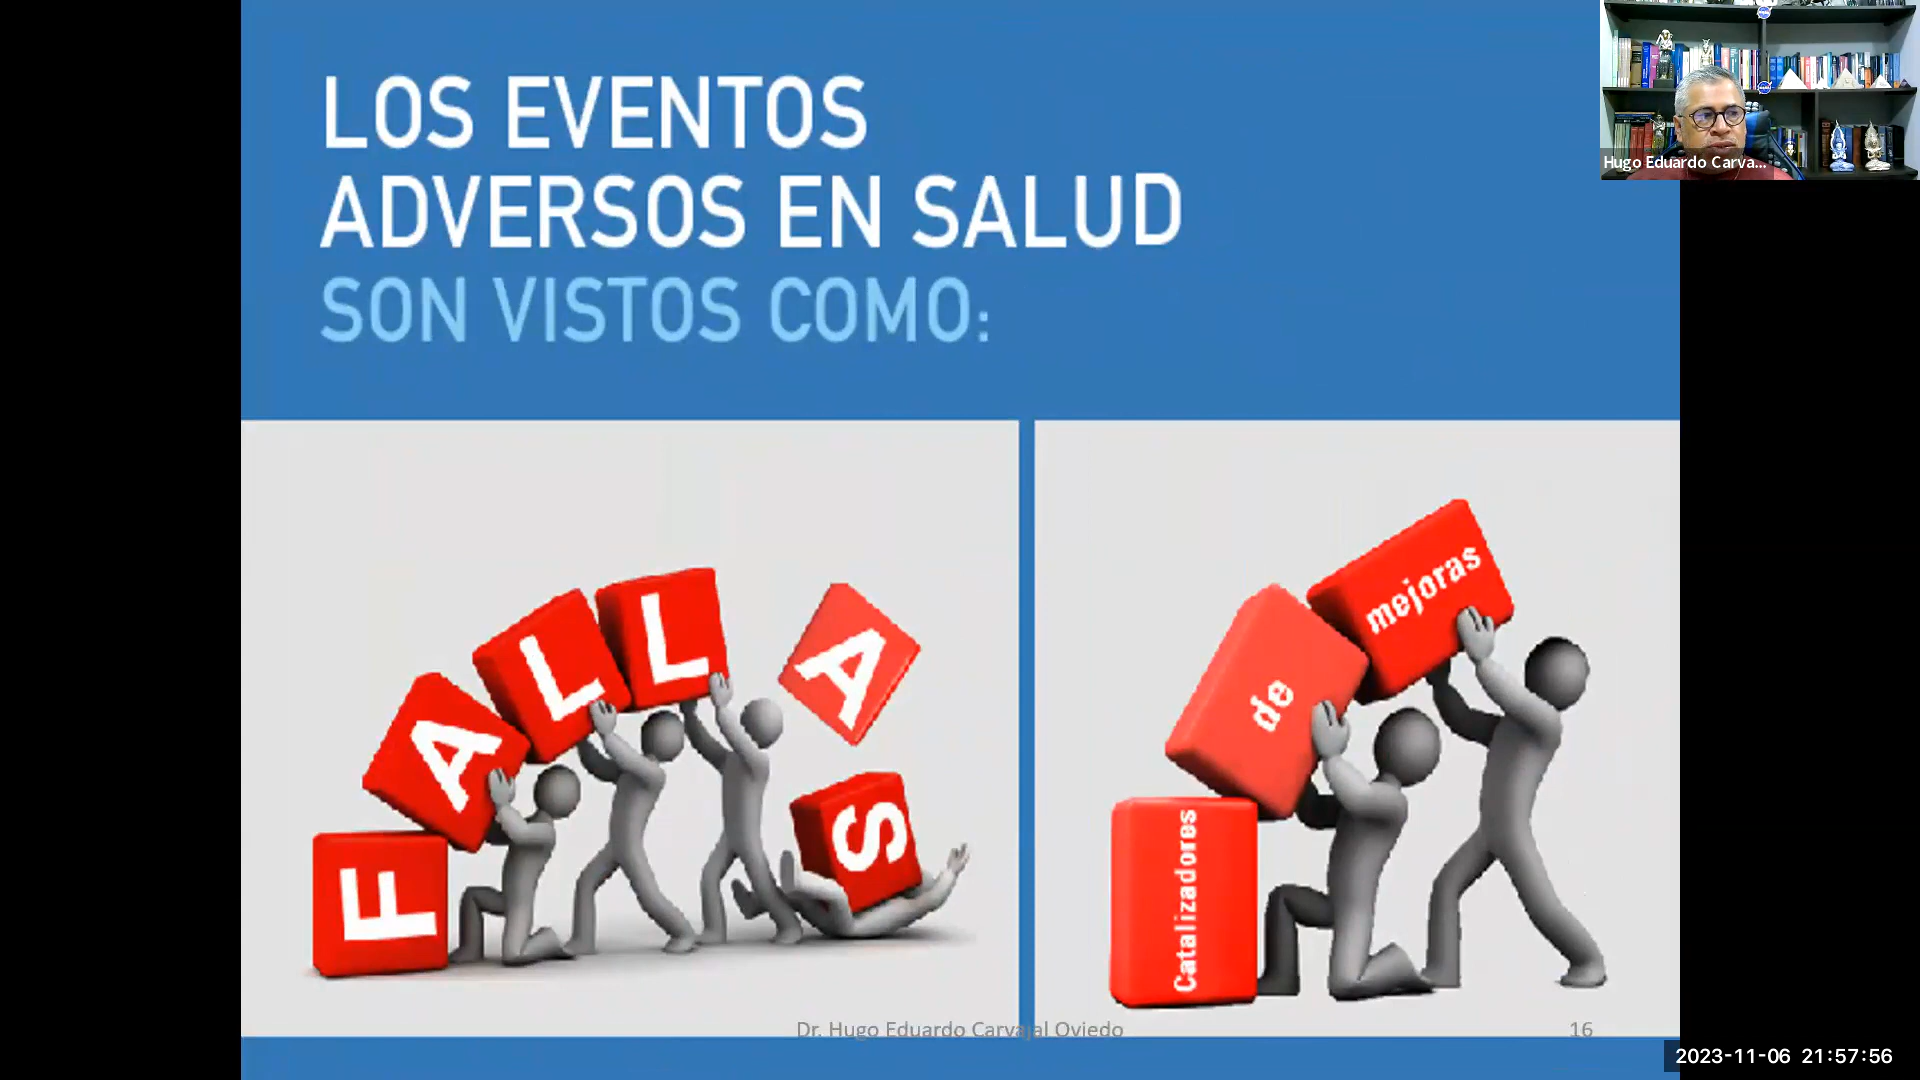 LOS EVENTOS
ADVERSOS EN SALUD
SON VISTOS COMO:
Hugo Eduardo Carva...
FALLAS
Catalizadores
de
mejoras
Dr. Hugo Eduardo Carvajal Oviedo
16
2023-11-06 21:57:56